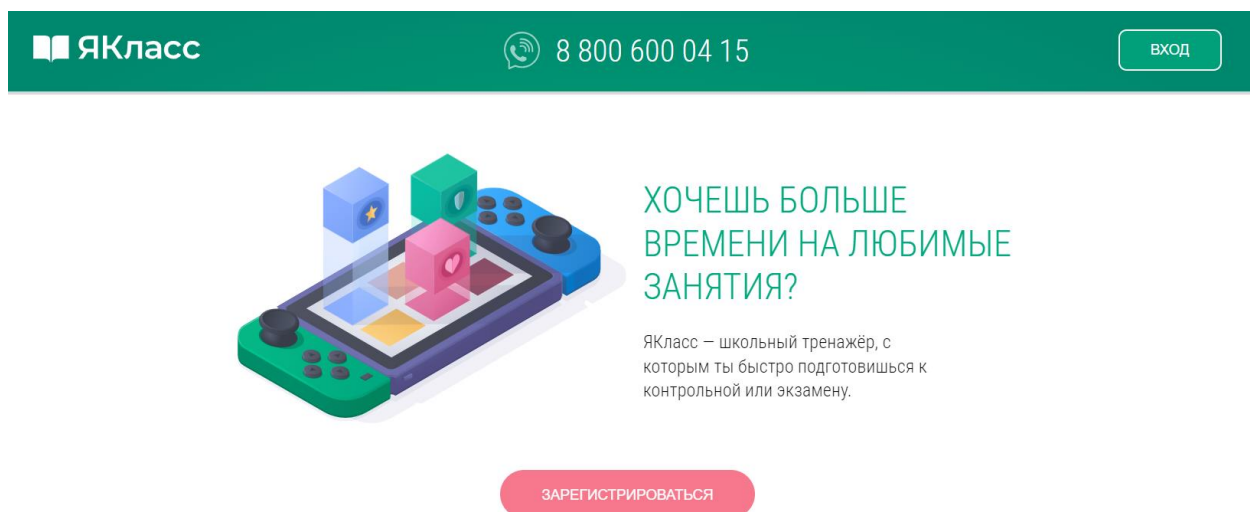 ЯКласс
8 800 600 04 15
ВХОД
ХОЧЕШЬ БОЛЬШЕ
ВРЕМЕНИ НА ЛЮБИМЫЕ
ЗАНЯТИЯ?
ЯКласс — школьный тренажёр, с
которым ты быстро подготовишься к
контрольной или экзамену.
ЗАРЕГИСТРИРОВАТЬСЯ